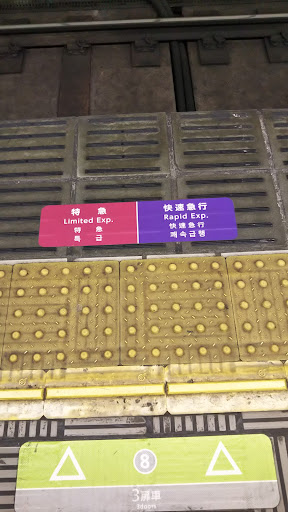 特急
Limited Exp.
特 急
특 급
快速急行
Rapid Exp.
快速急行
쾌속급행
8
3扉車